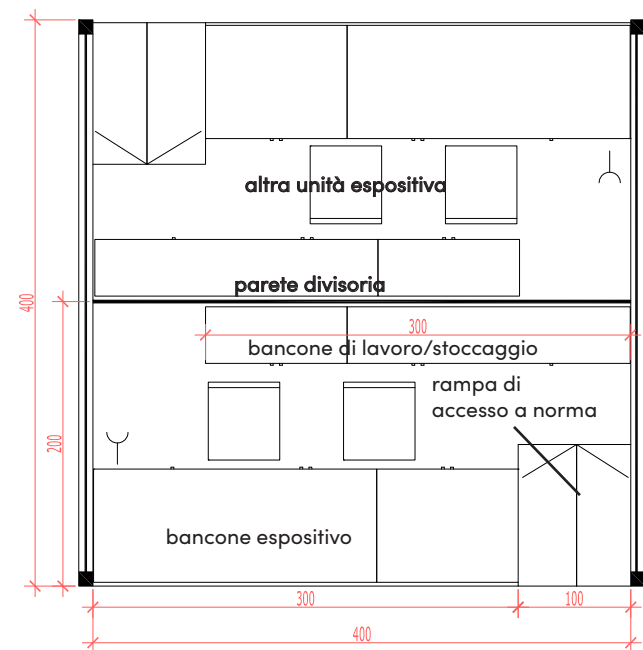 altra unità espositiva
400
parete divisoria
300
bancone di lavoro/stoccaggio
rampa di
accesso a norma
200
bancone espositivo
300
100
400